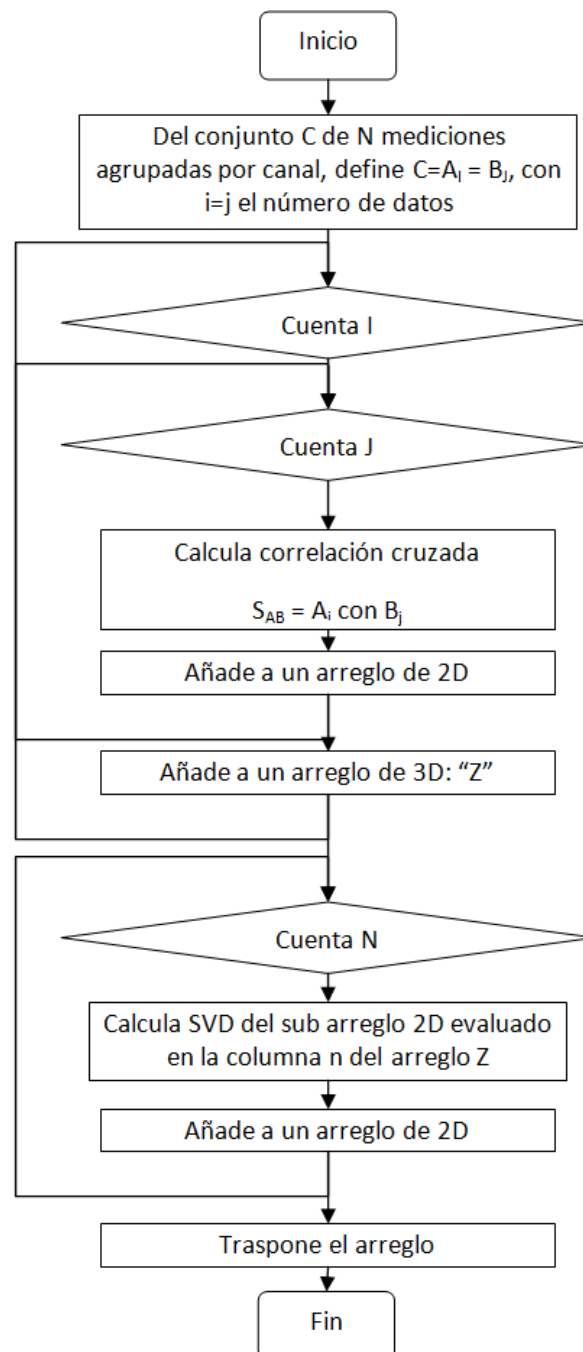 Inicio
Del conjunto C de N mediciones
agrupadas por canal, define C=A_I = B_J, con
i=j el número de datos
Cuenta I
Cuenta J
Calcula correlación cruzada
S_AB = A_i con B_j
Añade a un arreglo de 2D
Añade a un arreglo de 3D: “Z”
Cuenta N
Calcula SVD del sub arreglo 2D evaluado
en la columna n del arreglo Z
Añade a un arreglo de 2D
Traspone el arreglo
Fin